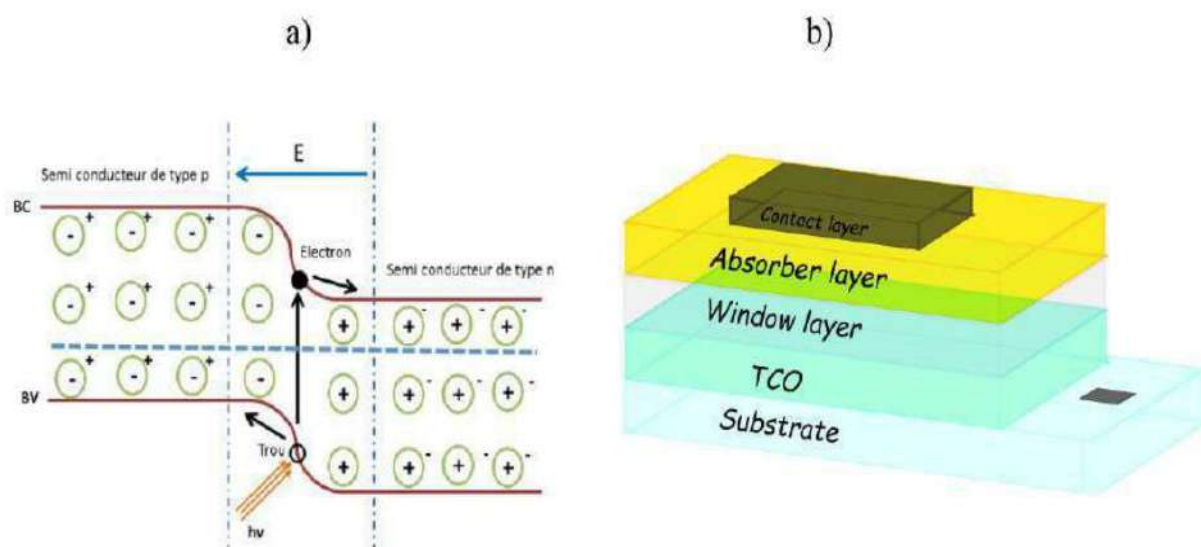 a)
b)
E
Semi conducteur de type p
BC
Electron
Semi conducteur de type n
BV
Trou
hν
Contact layer
Absorber layer
Window layer
TCO
Substrate